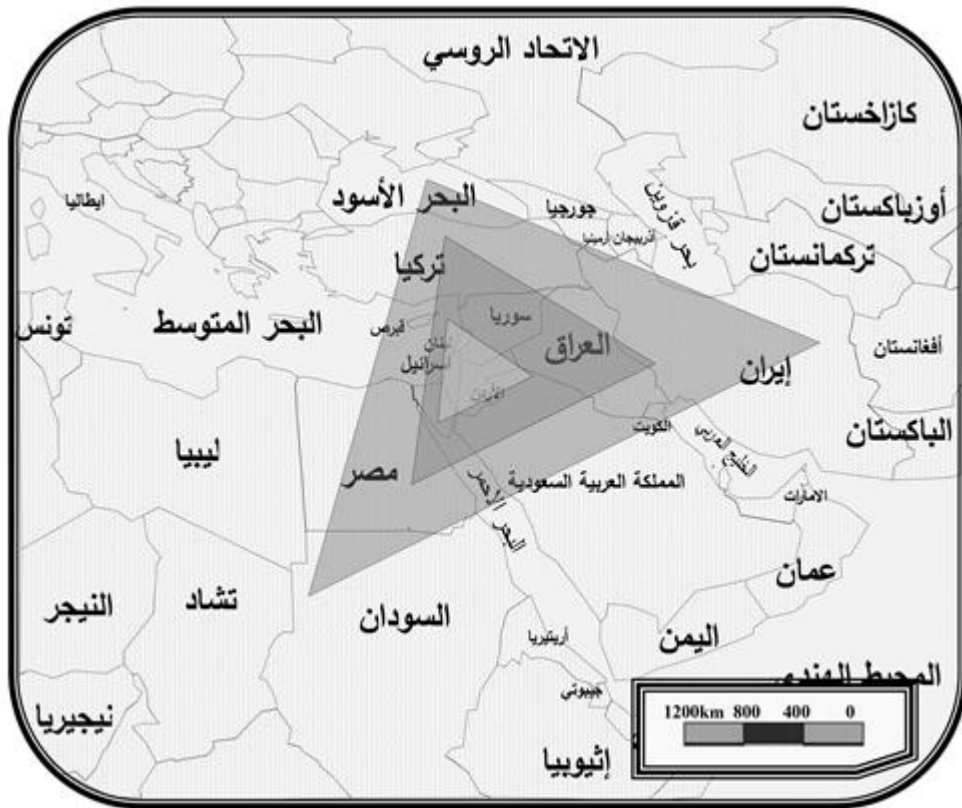 الاتحاد الروسي
كازاخستان
البحر الأسود
ايطاليا
جورجيا
بحر قزوين
أوزباكستان
أذربيجان أرمينيا
تركمانستان
تركيا
تونس
البحر المتوسط
قبرص
سوريا
لبنان
العراق
إيران
أفغانستان
اسرائيل
الأردن
الباكستان
ليبيا
مصر
الكويت
الخليج العربي
المملكة العربية السعودية
البحر الأحمر
الامارات
عمان
النيجر
تشاد
السودان
أريتيريا
اليمن
المحيط الهندي
جيبوتي
نيجيريا
إثيوبيا
1200km 800 400 0